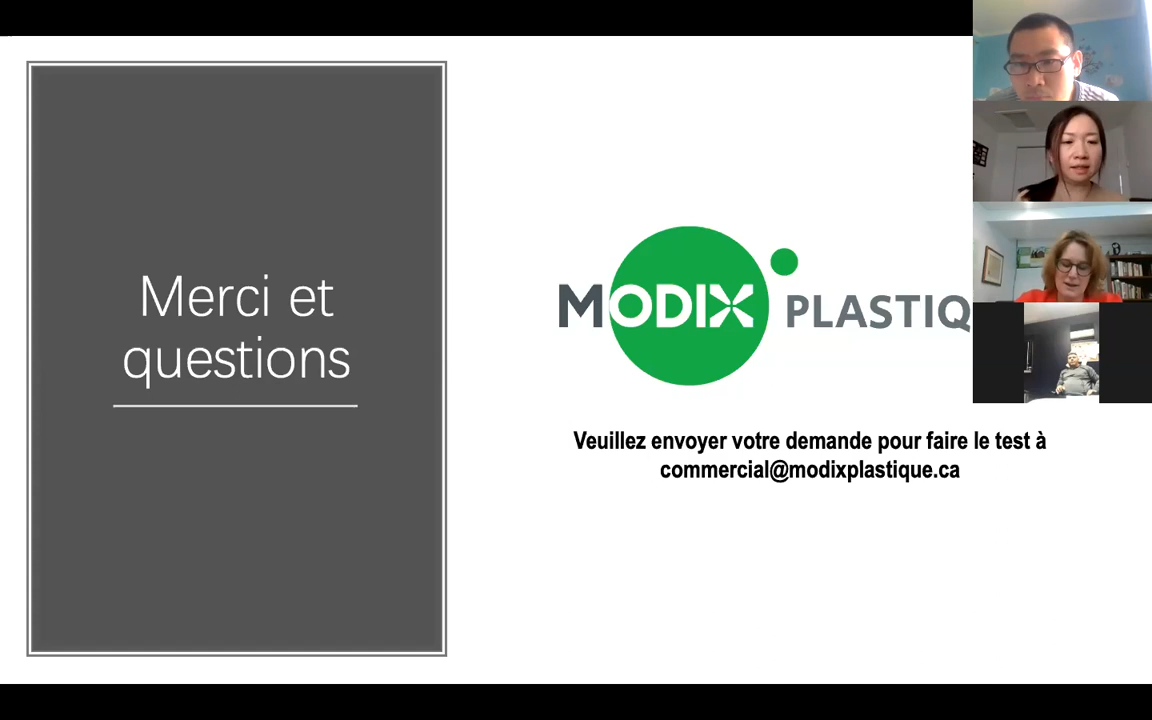 Merci et
questions
MODIX PLASTIQ
Veuillez envoyer votre demande pour faire le test à
commercial@modixplastique.ca